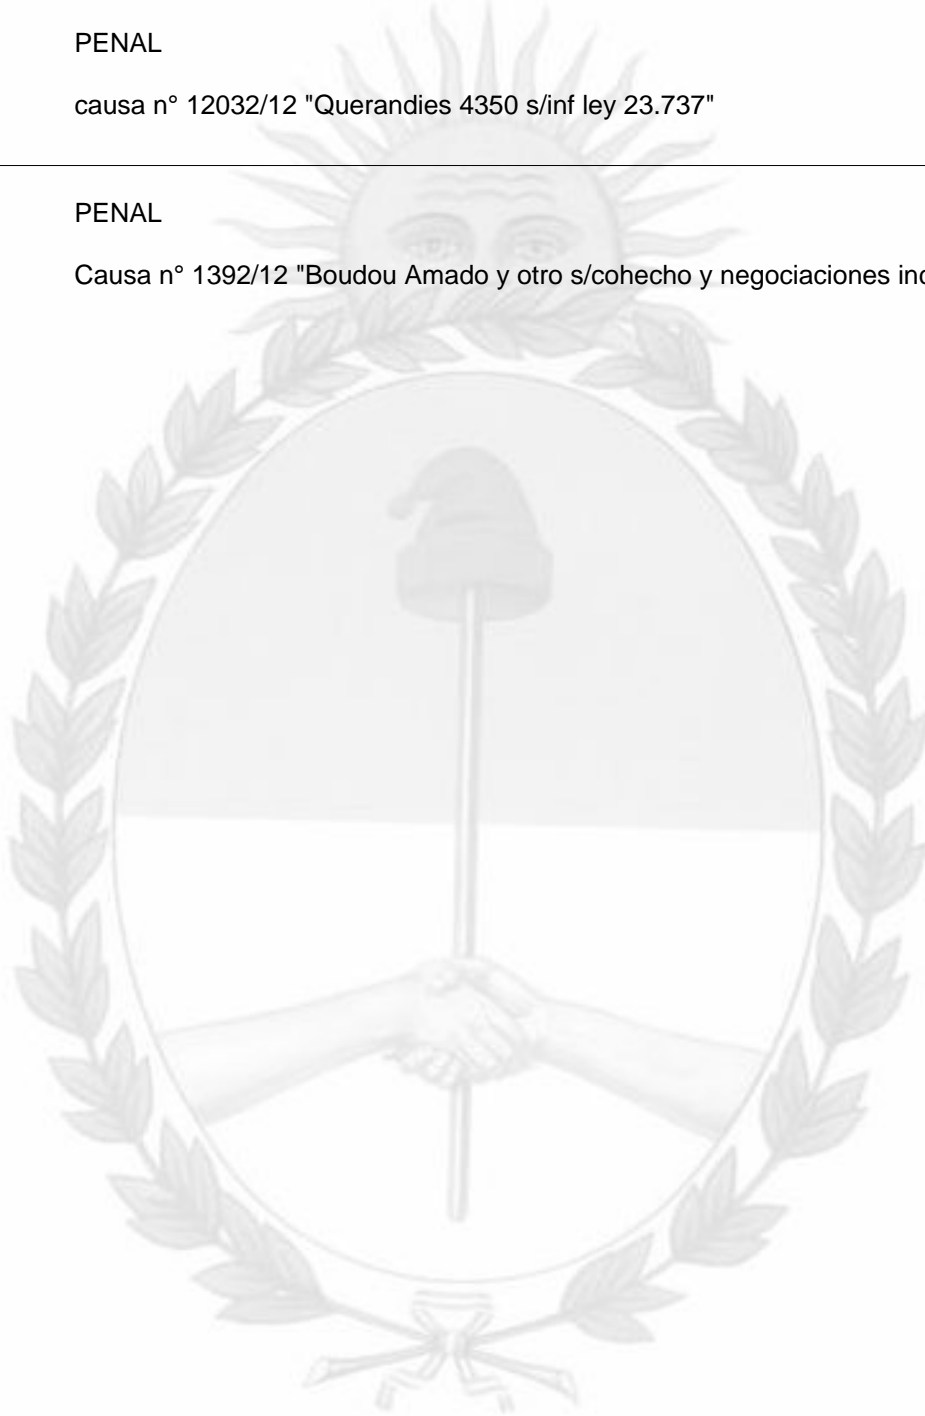 PENAL
causa n° 12032/12 "Querandies 4350 s/inf ley 23.737"
PENAL
Causa n° 1392/12 "Boudou Amado y otro s/cohecho y negociaciones